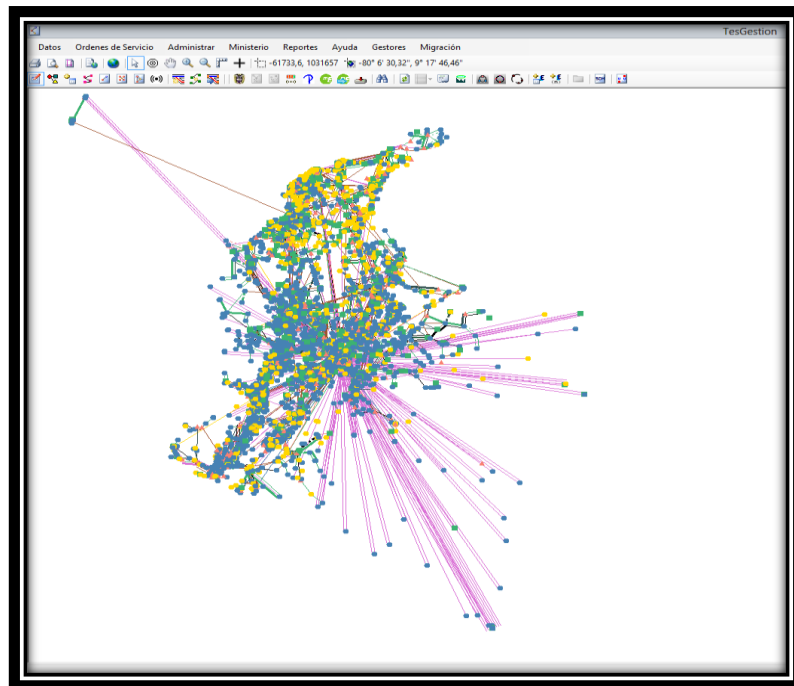 TesGestion
Datos Ordenes de Servicio Administrar Ministerio Reportes Ayuda Gestores Migración
-61733,6, 1031657 -80° 6' 30,32", 9° 17' 46,46"